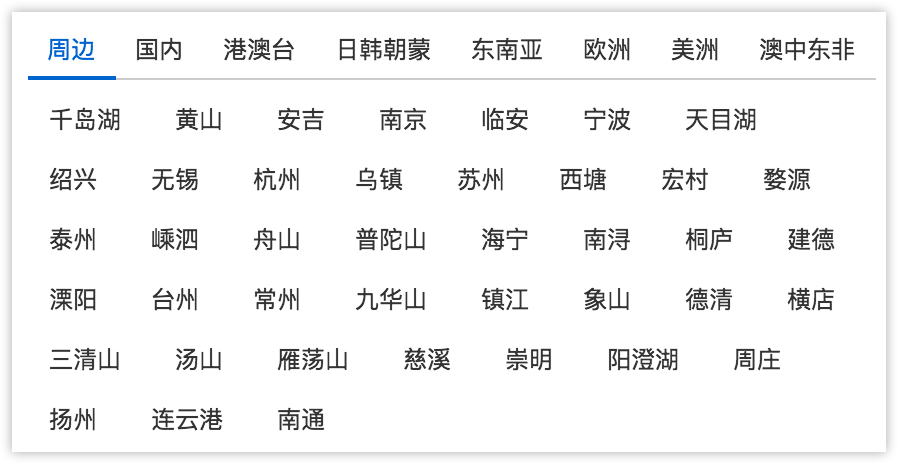 周边 国内 港澳台 日韩朝蒙 东南亚 欧洲 美洲 澳中东非
千岛湖 黄山 安吉 南京 临安 宁波 天目湖
绍兴 无锡 杭州 乌镇 苏州 西塘 宏村 婺源
泰州 嵊泗 舟山 普陀山 海宁 南浔 桐庐 建德
溧阳 台州 常州 九华山 镇江 象山 德清 横店
三清山 汤山 雁荡山 慈溪 崇明 阳澄湖 周庄
扬州 连云港 南通